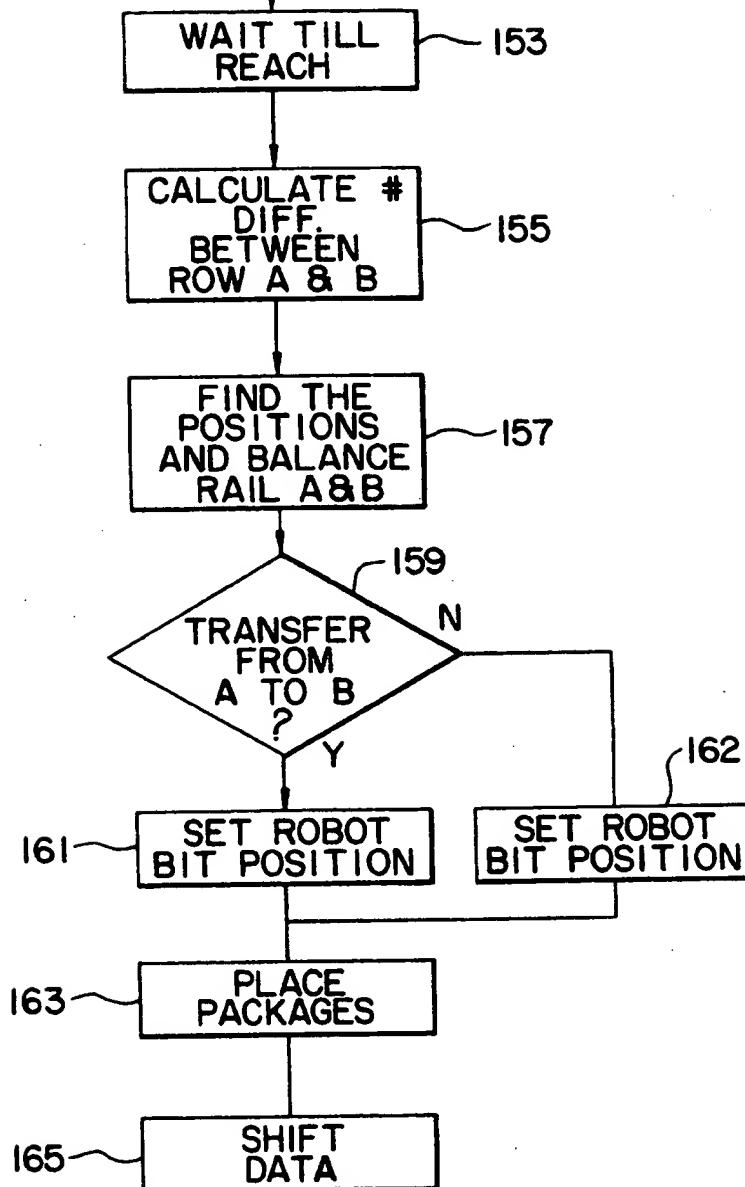 WAIT TILL
REACH
153
CALCULATE #
DIFF.
BETWEEN
ROW A & B
155
FIND THE
POSITIONS
AND BALANCE
RAIL A&B
157
159
TRANSFER
FROM
A TO B
?
N
Y
162
161
SET ROBOT
BIT POSITION
SET ROBOT
BIT POSITION
163
PLACE
PACKAGES
165
SHIFT
DATA